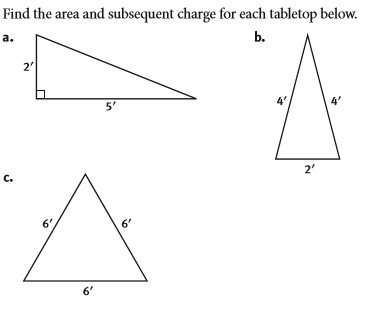 Find the area and subsequent charge for each tabletop below.
a.
b.
2'
5'
4' 4'
2'
c.
6' 6'
6'